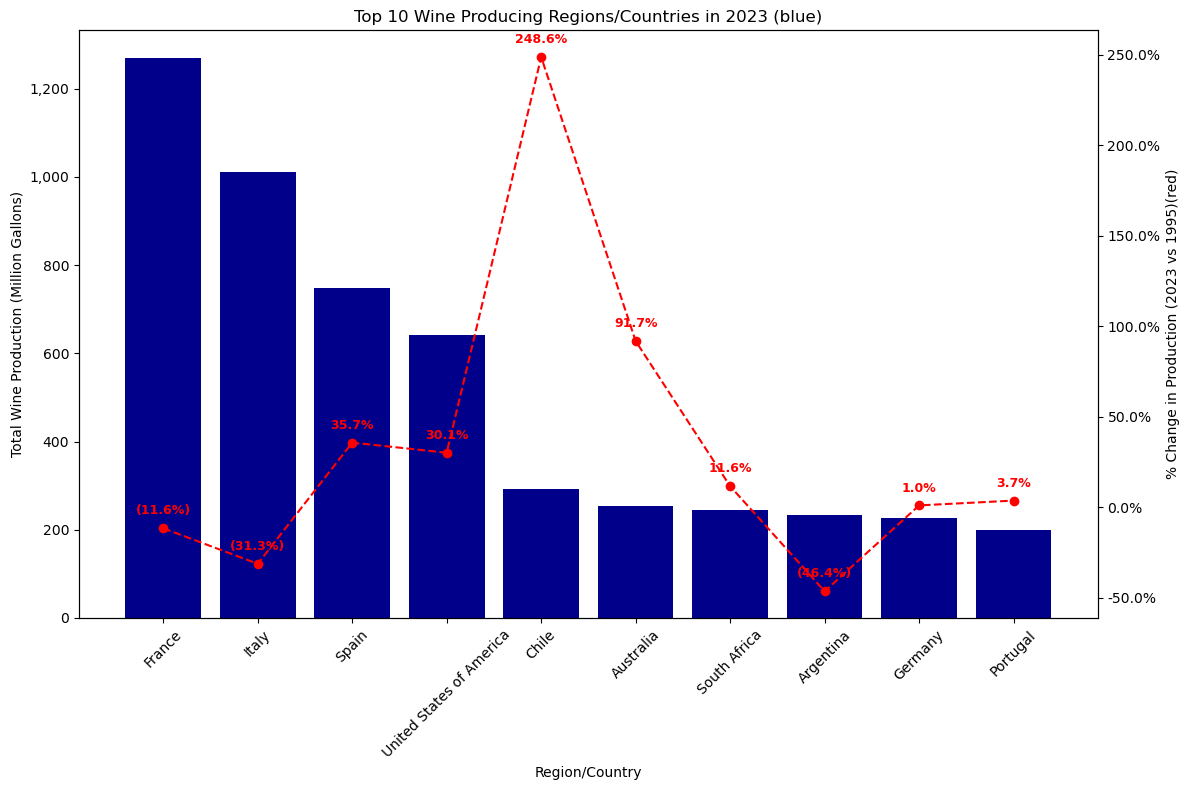 Top 10 Wine Producing Regions/Countries in 2023 (blue)
Total Wine Production (Million Gallons)
1,200
1,000
800
600
400
200
0
(11.6%)
(31.3%)
35.7%
30.1%
248.6%
91.7%
11.6%
(46.4%)
1.0%
3.7%
250.0%
200.0%
150.0%
100.0%
50.0%
0.0%
-50.0%
% Change in Production (2023 vs 1995)(red)
France
Italy
Spain
United States of America
Chile
Australia
South Africa
Argentina
Germany
Portugal
Region/Country